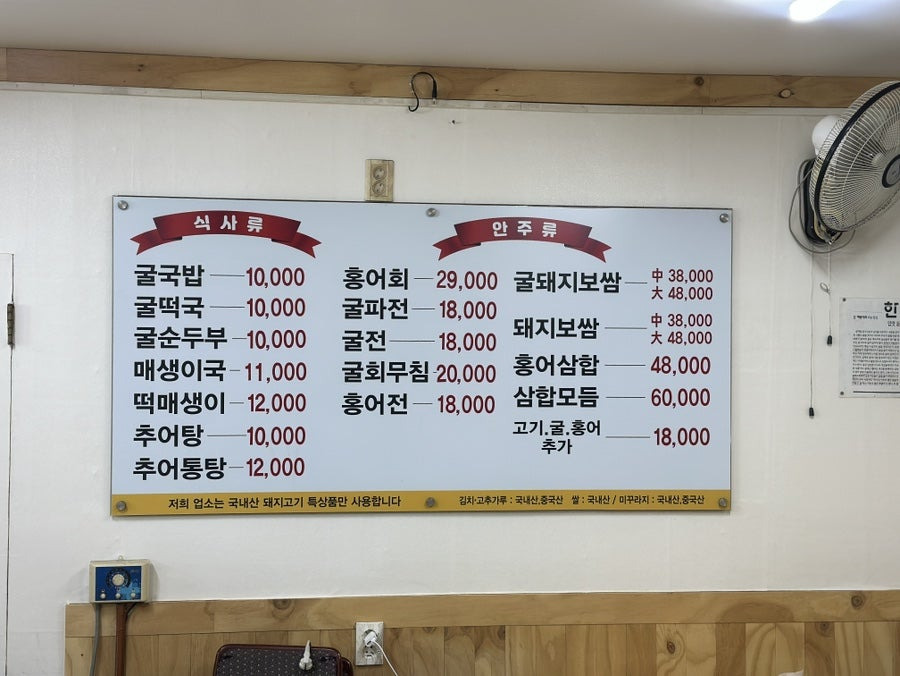 식사류
굴국밥 10,000
굴떡국 10,000
굴순두부 10,000
매생이국 11,000
떡매생이 12,000
추어탕 10,000
추어통탕 12,000
안주류
홍어회 29,000
굴파전 18,000
굴전 18,000
굴회무침 20,000
홍어전 18,000
굴돼지보쌈 中 38,000
大 48,000
돼지보쌈 中 38,000
大 48,000
홍어삼합 48,000
삼합모듬 60,000
고기.굴.홍어
추가 18,000
저희 업소는 국내산 돼지고기 특상품만 사용합니다
김치·고추가루 : 국내산,중국산 쌀 : 국내산 / 미꾸라지 : 국내산,중국산
한